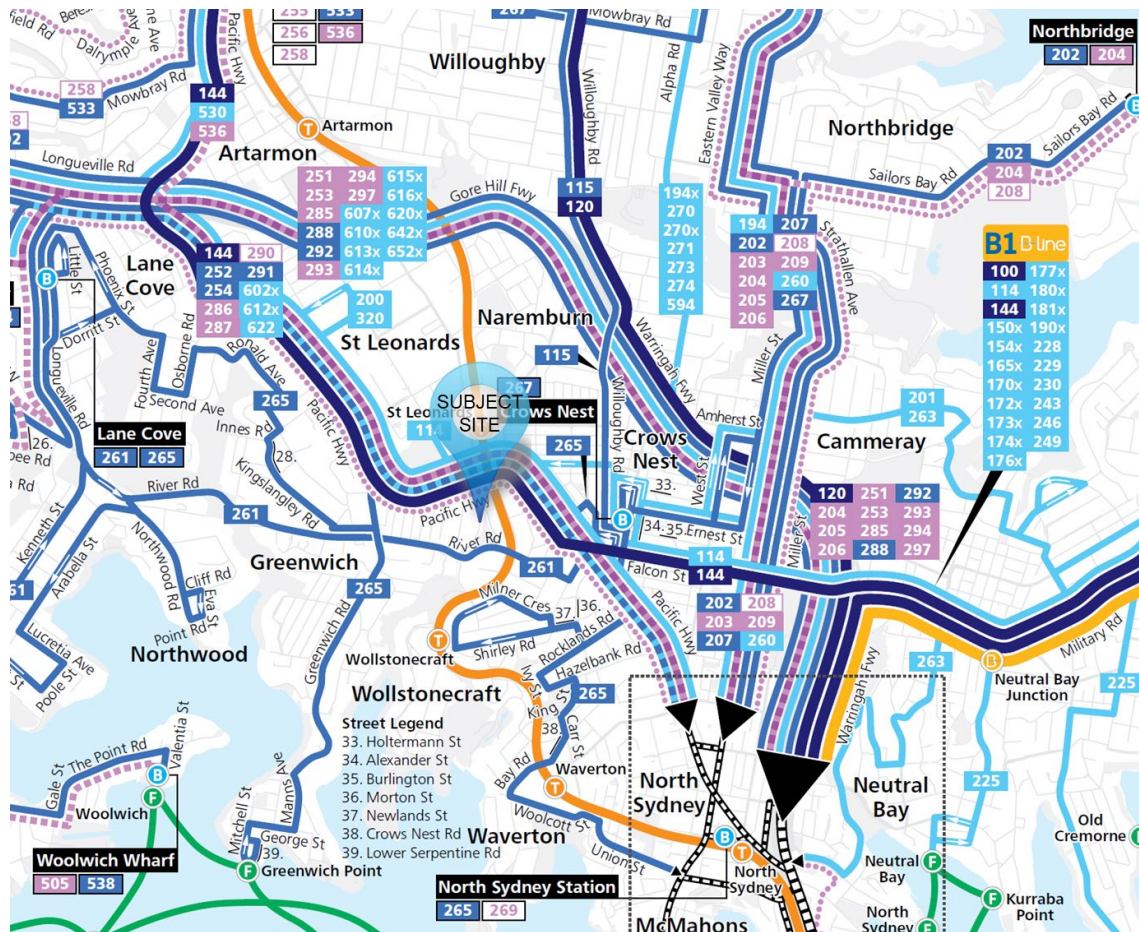 255 533
256 536
258
Pacific Hwy
267
Mowbray Rd
Northbridge
202 204
Dalrymple Ave
258
533
Mowbray Rd
144
530
536
Artarmon
Artarmon
Willoughby
Willoughby Rd
Alpha Rd
Eastern Valley Way
Northbridge
Sailors Bay Rd
202
204
208
Sailors Bay Rd
Longueville Rd
251 294 615x
253 297 616x
285 607x 620x
288 610x 642x
292 613x 652x
293 614x
Gore Hill Fwy
115
120
194x
270
270x
271
273
274
594
194 207
202 208
203 209
204 260
205 267
206
Strathallen Ave
B1 B line
100 177x
114 180x
144 181x
150x 190x
154x 228
165x 229
170x 230
172x 243
173x 246
174x 249
176x
Little St
Phoenix St
Lane
Cove
144 290
252 291
254 602x
286 612x
287 622
200
320
St Leonards
Naremburn
Warringah Fwy
Miller St
Dorritt St
Longueville Rd
Fourth Ave
Osborne Rd
Ronald Ave
Second Ave
265
Innes Rd
28.
Kingslangley Rd
Pacific Hwy
115
267
Crows Nest
SUBJECT
SITE
St Leonards
114
265
Willoughby Rd
Amherst St
Crows
Nest
West St
33.
34. 35. Ernest St
201
263
Cammeray
26.
Lane Cove
261 265
River Rd
261
Pacific Hwy
River Rd
261
114
144
Falcon St
Miller St
120 251 292
204 253 293
205 285 294
206 288 297
Kenneth St
Arabella St
Northwood Rd
Cliff Rd
Eva St
Point Rd
Northwood
Lucretia Ave
Poole St
Greenwich
265
Greenwich Rd
Milner Cres
37.
36.
Shirley Rd
Rocklands Rd
Hazelbank Rd
Wollstonecraft
Wollstonecraft
Ivy St
King St
265
38.
Carr St
Pacific Hwy
202 208
203 209
207 260
Warringah Fwy
263
Neutral Bay
Junction
Military Rd
225
225
Street Legend
33. Holtermann St
34. Alexander St
35. Burlington St
36. Morton St
37. Newlands St
38. Crows Nest Rd
39. Lower Serpentine Rd
The Point Rd
Gale St
Valentia St
Woolwich
Woolwich Wharf
505 538
Manns Ave
Mitchell St
George St
39.
Greenwich Point
Bay Rd
Waverton
Waverton
Woolcott St
Union St
North
Sydney
North
Sydney
North Sydney Station
265 269
McMahons
Neutral
Bay
Neutral
Bay
North
Sydney
Old
Cremorne
Kurraba
Point